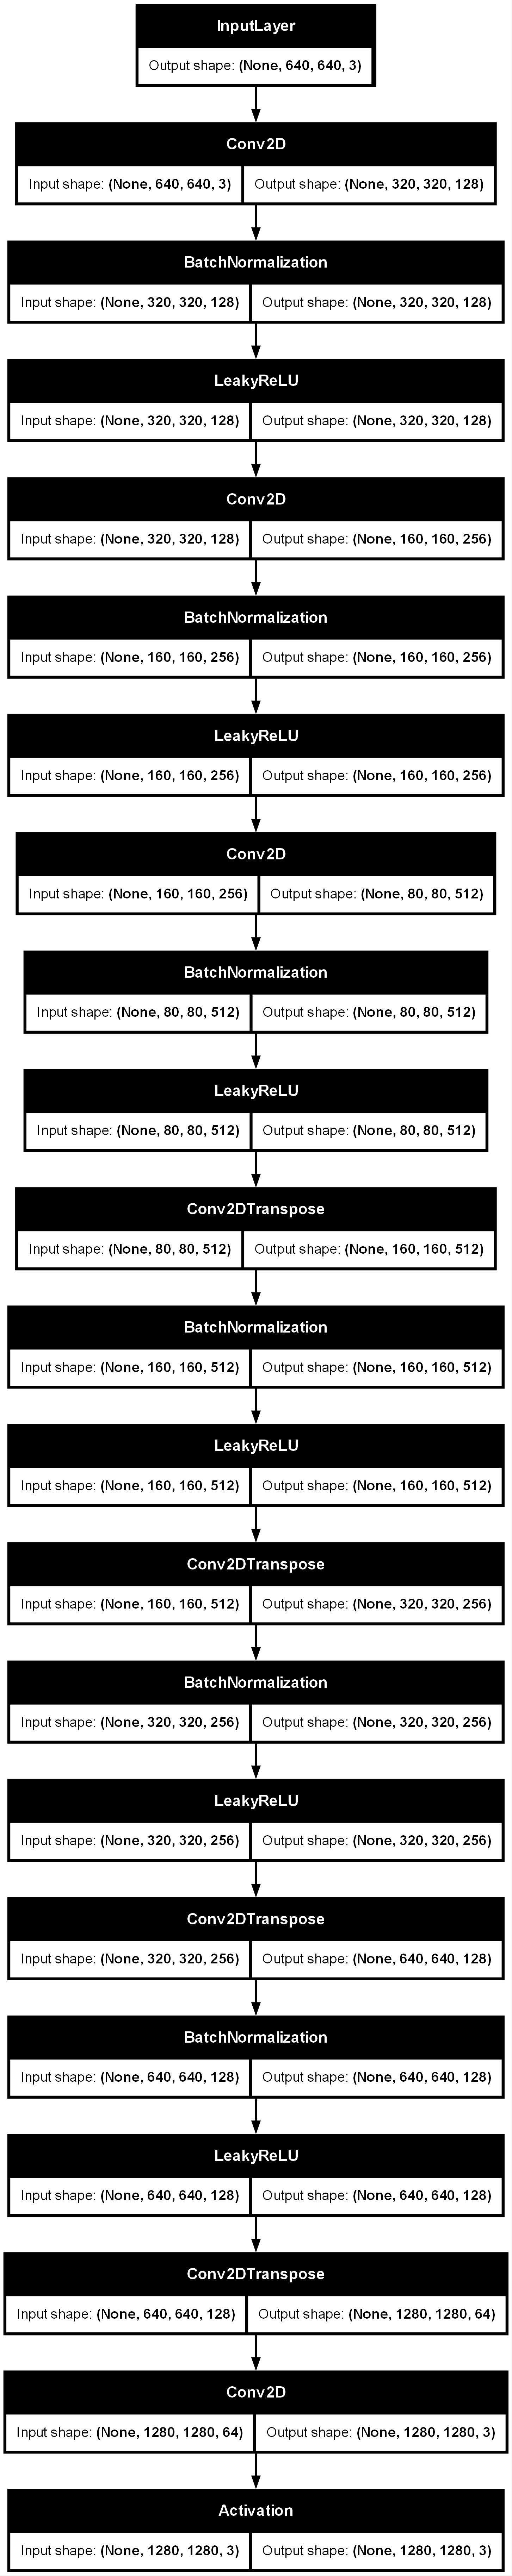 InputLayer
Output shape: (None, 640, 640, 3)
Conv2D
Input shape: (None, 640, 640, 3) Output shape: (None, 320, 320, 128)
BatchNormalization
Input shape: (None, 320, 320, 128) Output shape: (None, 320, 320, 128)
LeakyReLU
Input shape: (None, 320, 320, 128) Output shape: (None, 320, 320, 128)
Conv2D
Input shape: (None, 320, 320, 128) Output shape: (None, 160, 160, 256)
BatchNormalization
Input shape: (None, 160, 160, 256) Output shape: (None, 160, 160, 256)
LeakyReLU
Input shape: (None, 160, 160, 256) Output shape: (None, 160, 160, 256)
Conv2D
Input shape: (None, 160, 160, 256) Output shape: (None, 80, 80, 512)
BatchNormalization
Input shape: (None, 80, 80, 512) Output shape: (None, 80, 80, 512)
LeakyReLU
Input shape: (None, 80, 80, 512) Output shape: (None, 80, 80, 512)
Conv2DTranspose
Input shape: (None, 80, 80, 512) Output shape: (None, 160, 160, 512)
BatchNormalization
Input shape: (None, 160, 160, 512) Output shape: (None, 160, 160, 512)
LeakyReLU
Input shape: (None, 160, 160, 512) Output shape: (None, 160, 160, 512)
Conv2DTranspose
Input shape: (None, 160, 160, 512) Output shape: (None, 320, 320, 256)
BatchNormalization
Input shape: (None, 320, 320, 256) Output shape: (None, 320, 320, 256)
LeakyReLU
Input shape: (None, 320, 320, 256) Output shape: (None, 320, 320, 256)
Conv2DTranspose
Input shape: (None, 320, 320, 256) Output shape: (None, 640, 640, 128)
BatchNormalization
Input shape: (None, 640, 640, 128) Output shape: (None, 640, 640, 128)
LeakyReLU
Input shape: (None, 640, 640, 128) Output shape: (None, 640, 640, 128)
Conv2DTranspose
Input shape: (None, 640, 640, 128) Output shape: (None, 1280, 1280, 64)
Conv2D
Input shape: (None, 1280, 1280, 64) Output shape: (None, 1280, 1280, 3)
Activation
Input shape: (None, 1280, 1280, 3) Output shape: (None, 1280, 1280, 3)